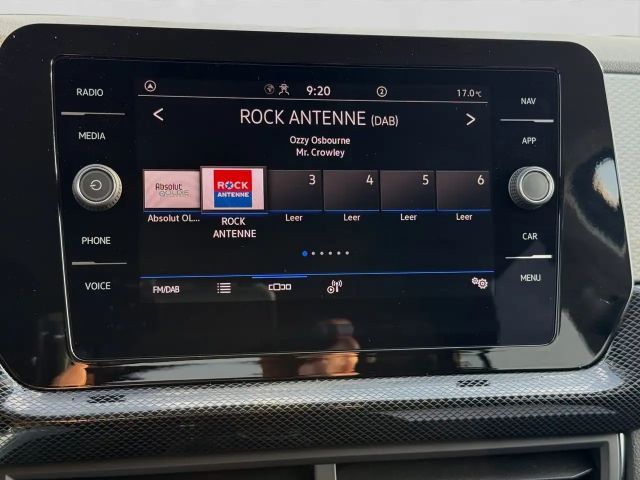 RADIO
MEDIA
PHONE
VOICE
9:20
2
17.0°C
< ROCK ANTENNE (DAB) >
Ozzy Osbourne
Mr. Crowley
Absolut
ROCK
ANTENNE
3
4
5
6
Absolut OL...
ROCK
ANTENNE
Leer
Leer
Leer
Leer
FM/DAB
NAV
APP
CAR
MENU